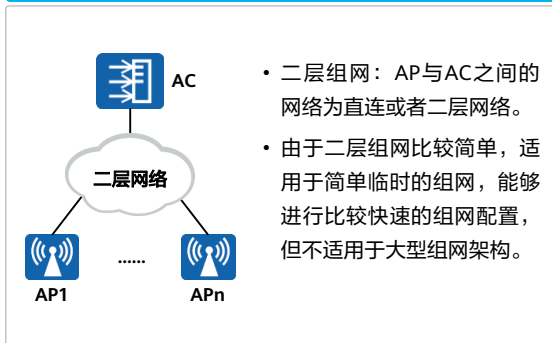 AC
二层网络
......
AP1
APn
• 二层组网：AP与AC之间的
网络为直连或者二层网络。
• 由于二层组网比较简单，适
用于简单临时的组网，能够
进行比较快速的组网配置，
但不适用于大型组网架构。